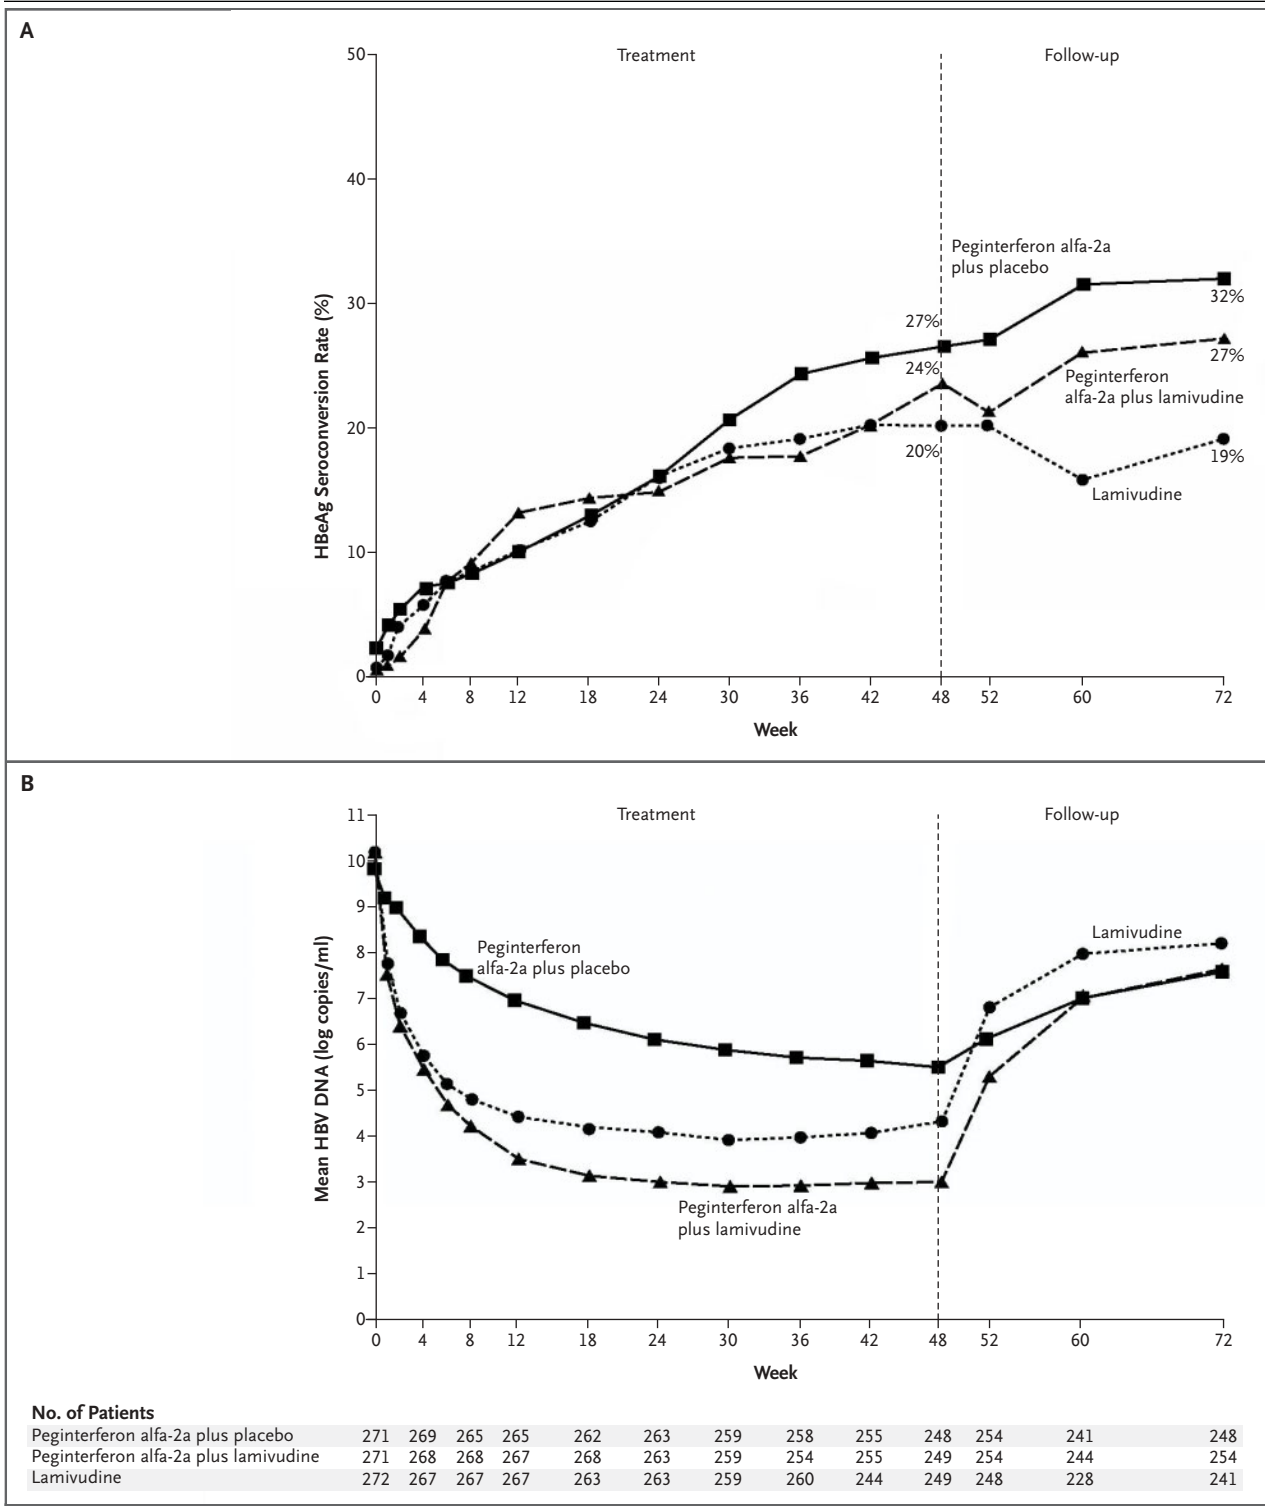 A
Treatment
Follow-up
50
40
30
20
10
0
HBeAg Seroconversion Rate (%)
Peginterferon alfa-2a
plus placebo
27%
24%
20%
32%
27%
Peginterferon
alfa-2a plus lamivudine
19%
Lamivudine
0 4 8 12 18 24 30 36 42 48 52 60 72
Week
B
Treatment
Follow-up
11
10
9
8
7
6
5
4
3
2
1
0
Mean HBV DNA (log copies/ml)
Lamivudine
Peginterferon
alfa-2a plus placebo
Peginterferon alfa-2a
plus lamivudine
0 4 8 12 18 24 30 36 42 48 52 60 72
Week
No. of Patients
Peginterferon alfa-2a plus placebo 271 269 265 265 262 263 259 258 255 248 254 241 248
Peginterferon alfa-2a plus lamivudine 271 268 268 267 268 263 259 254 255 249 254 244 254
Lamivudine 272 267 267 267 263 263 259 260 244 249 248 228 241